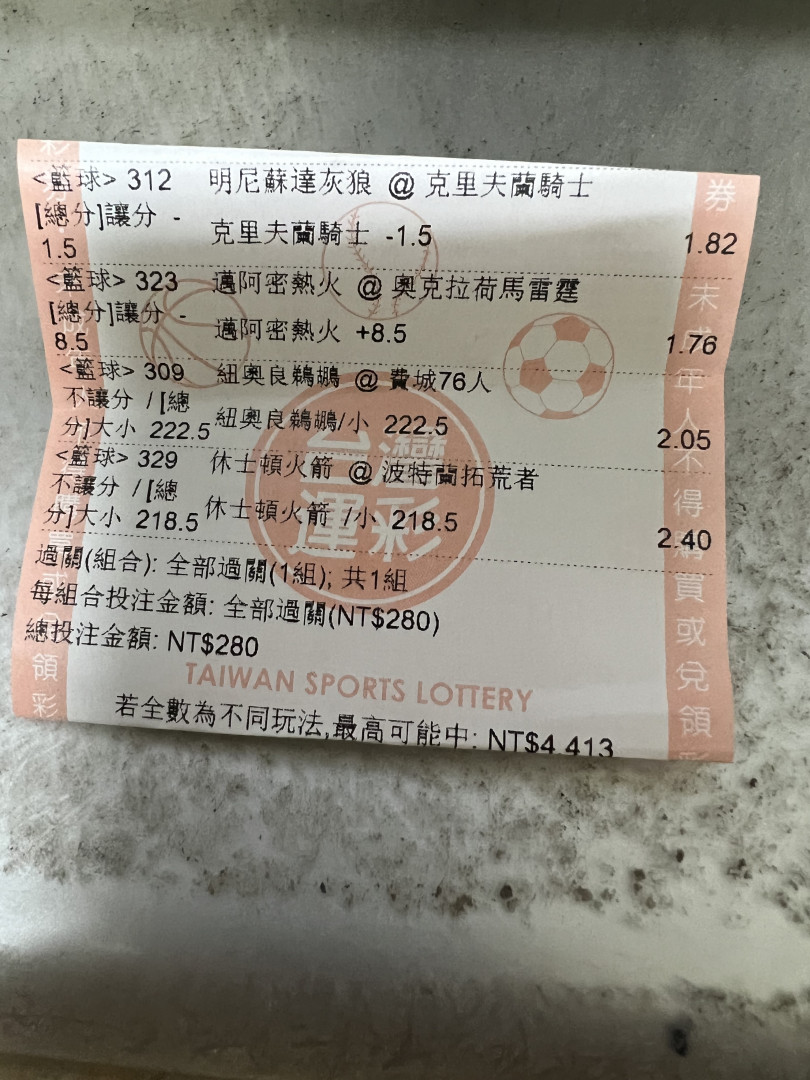 <籃球> 312 明尼蘇達灰狼 @ 克里夫蘭騎士
[總分]讓分 -
1.5 克里夫蘭騎士 -1.5 1.82
<籃球> 323 邁阿密熱火 @ 奧克拉荷馬雷霆
[總分]讓分 -
8.5 邁阿密熱火 +8.5 1.76
<籃球> 309 紐奧良鵜鶘 @ 費城76人
不讓分 / [總
分]大小 222.5 紐奧良鵜鶘/小 222.5 2.05
<籃球> 329 休士頓火箭 @ 波特蘭拓荒者
不讓分 / [總
分]大小 218.5 休士頓火箭 /小 218.5 2.40
過關(組合): 全部過關(1組); 共1組
每組合投注金額: 全部過關(NT$280)
總投注金額: NT$280
TAIWAN SPORTS LOTTERY
若全數為不同玩法,最高可能中: NT$4,413
台灣
運彩
券 未成年人不得購買或兌領彩
領彩